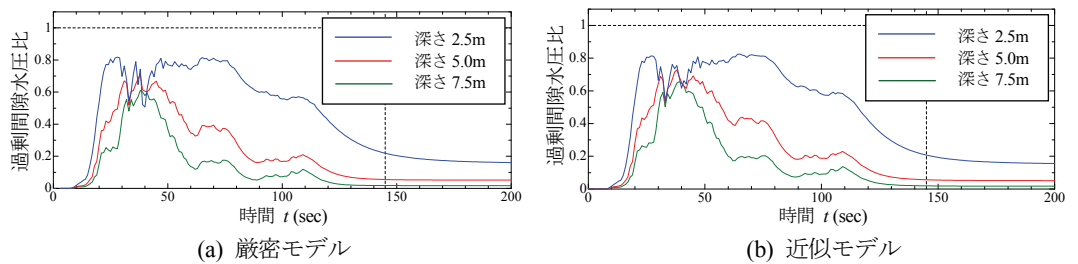 過剰間隙水圧比
1
0.8
0.6
0.4
0.2
0
0
50
100
150
200
深さ 2.5m
深さ 5.0m
深さ 7.5m
時間 t (sec)
(a) 厳密モデル
過剰間隙水圧比
1
0.8
0.6
0.4
0.2
0
0
50
100
150
200
深さ 2.5m
深さ 5.0m
深さ 7.5m
時間 t (sec)
(b) 近似モデル